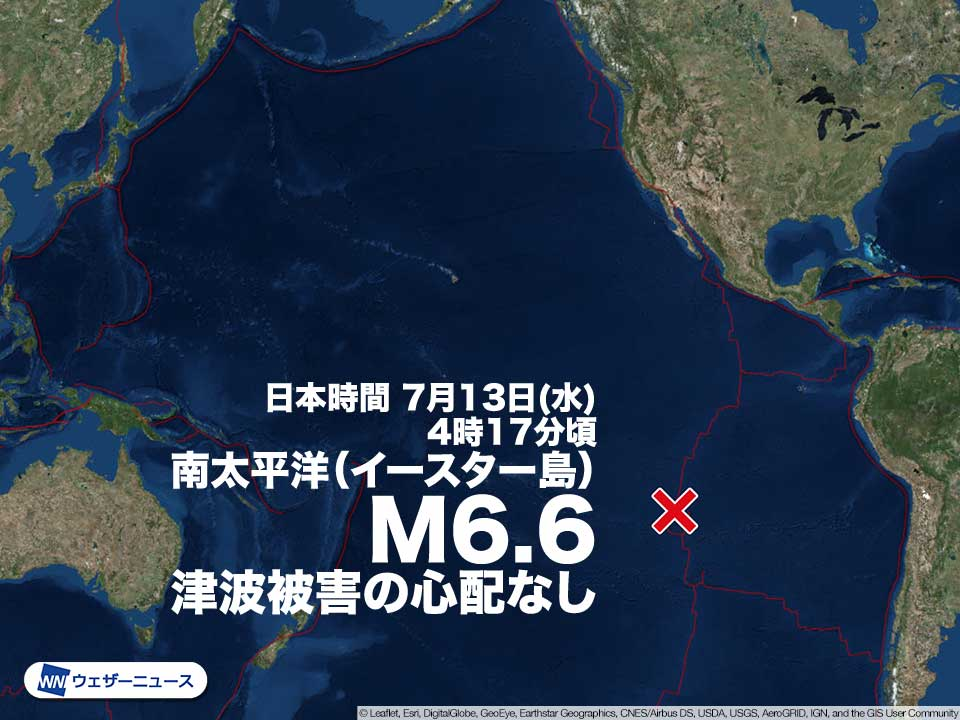 日本時間 7月13日(水)
4時17分頃
南太平洋(イースター島)
M6.6
津波被害の心配なし
WN ウェザーニュース
© Leaflet, Esri, DigitalGlobe, GeoEye, Earthstar Geographics, CNES/Airbus DS, USDA, USGS, AeroGRID, IGN, and the GIS User Community